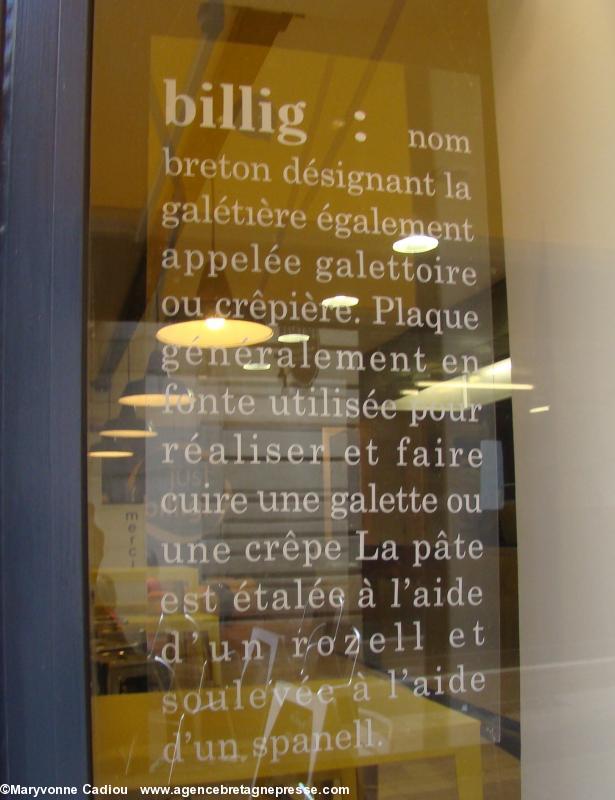 billig : nom
breton désignant la
galétière également
appelée galettoire
ou crêpière. Plaque
généralement en
fonte utilisée pour
réaliser et faire
cuire une galette ou
une crêpe La pâte
est étalée à l'aide
d'un rozell et
soulevée à l'aide
d'un spanell.
just
merci
©Maryvonne Cadiou www.agencebretagnepresse.com